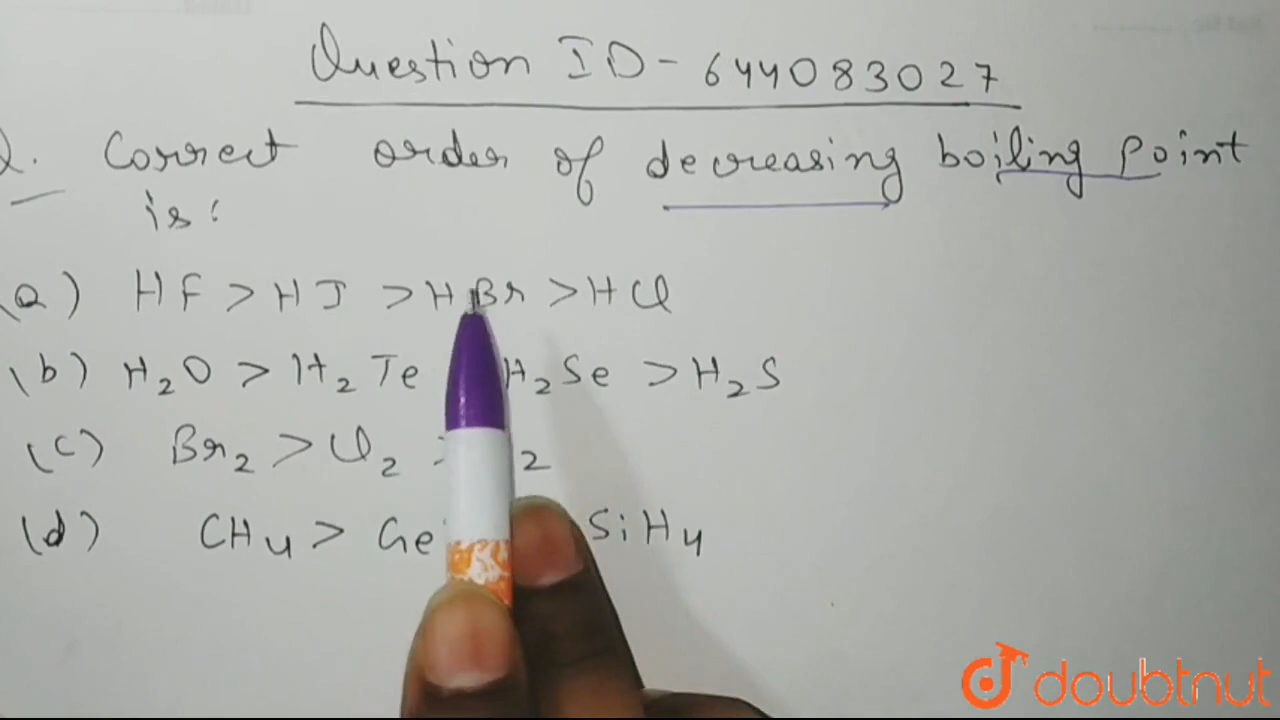 Question ID - 644083027
Q. Correct order of decreasing boiling point
is:
(a) HF > HI > HBr > HCl
(b) H₂O > H₂Te H₂Se > H₂S
(c) Br₂ > Cl₂ > ₂
(d) CH₄ > Ge SiH₄
doubtnut